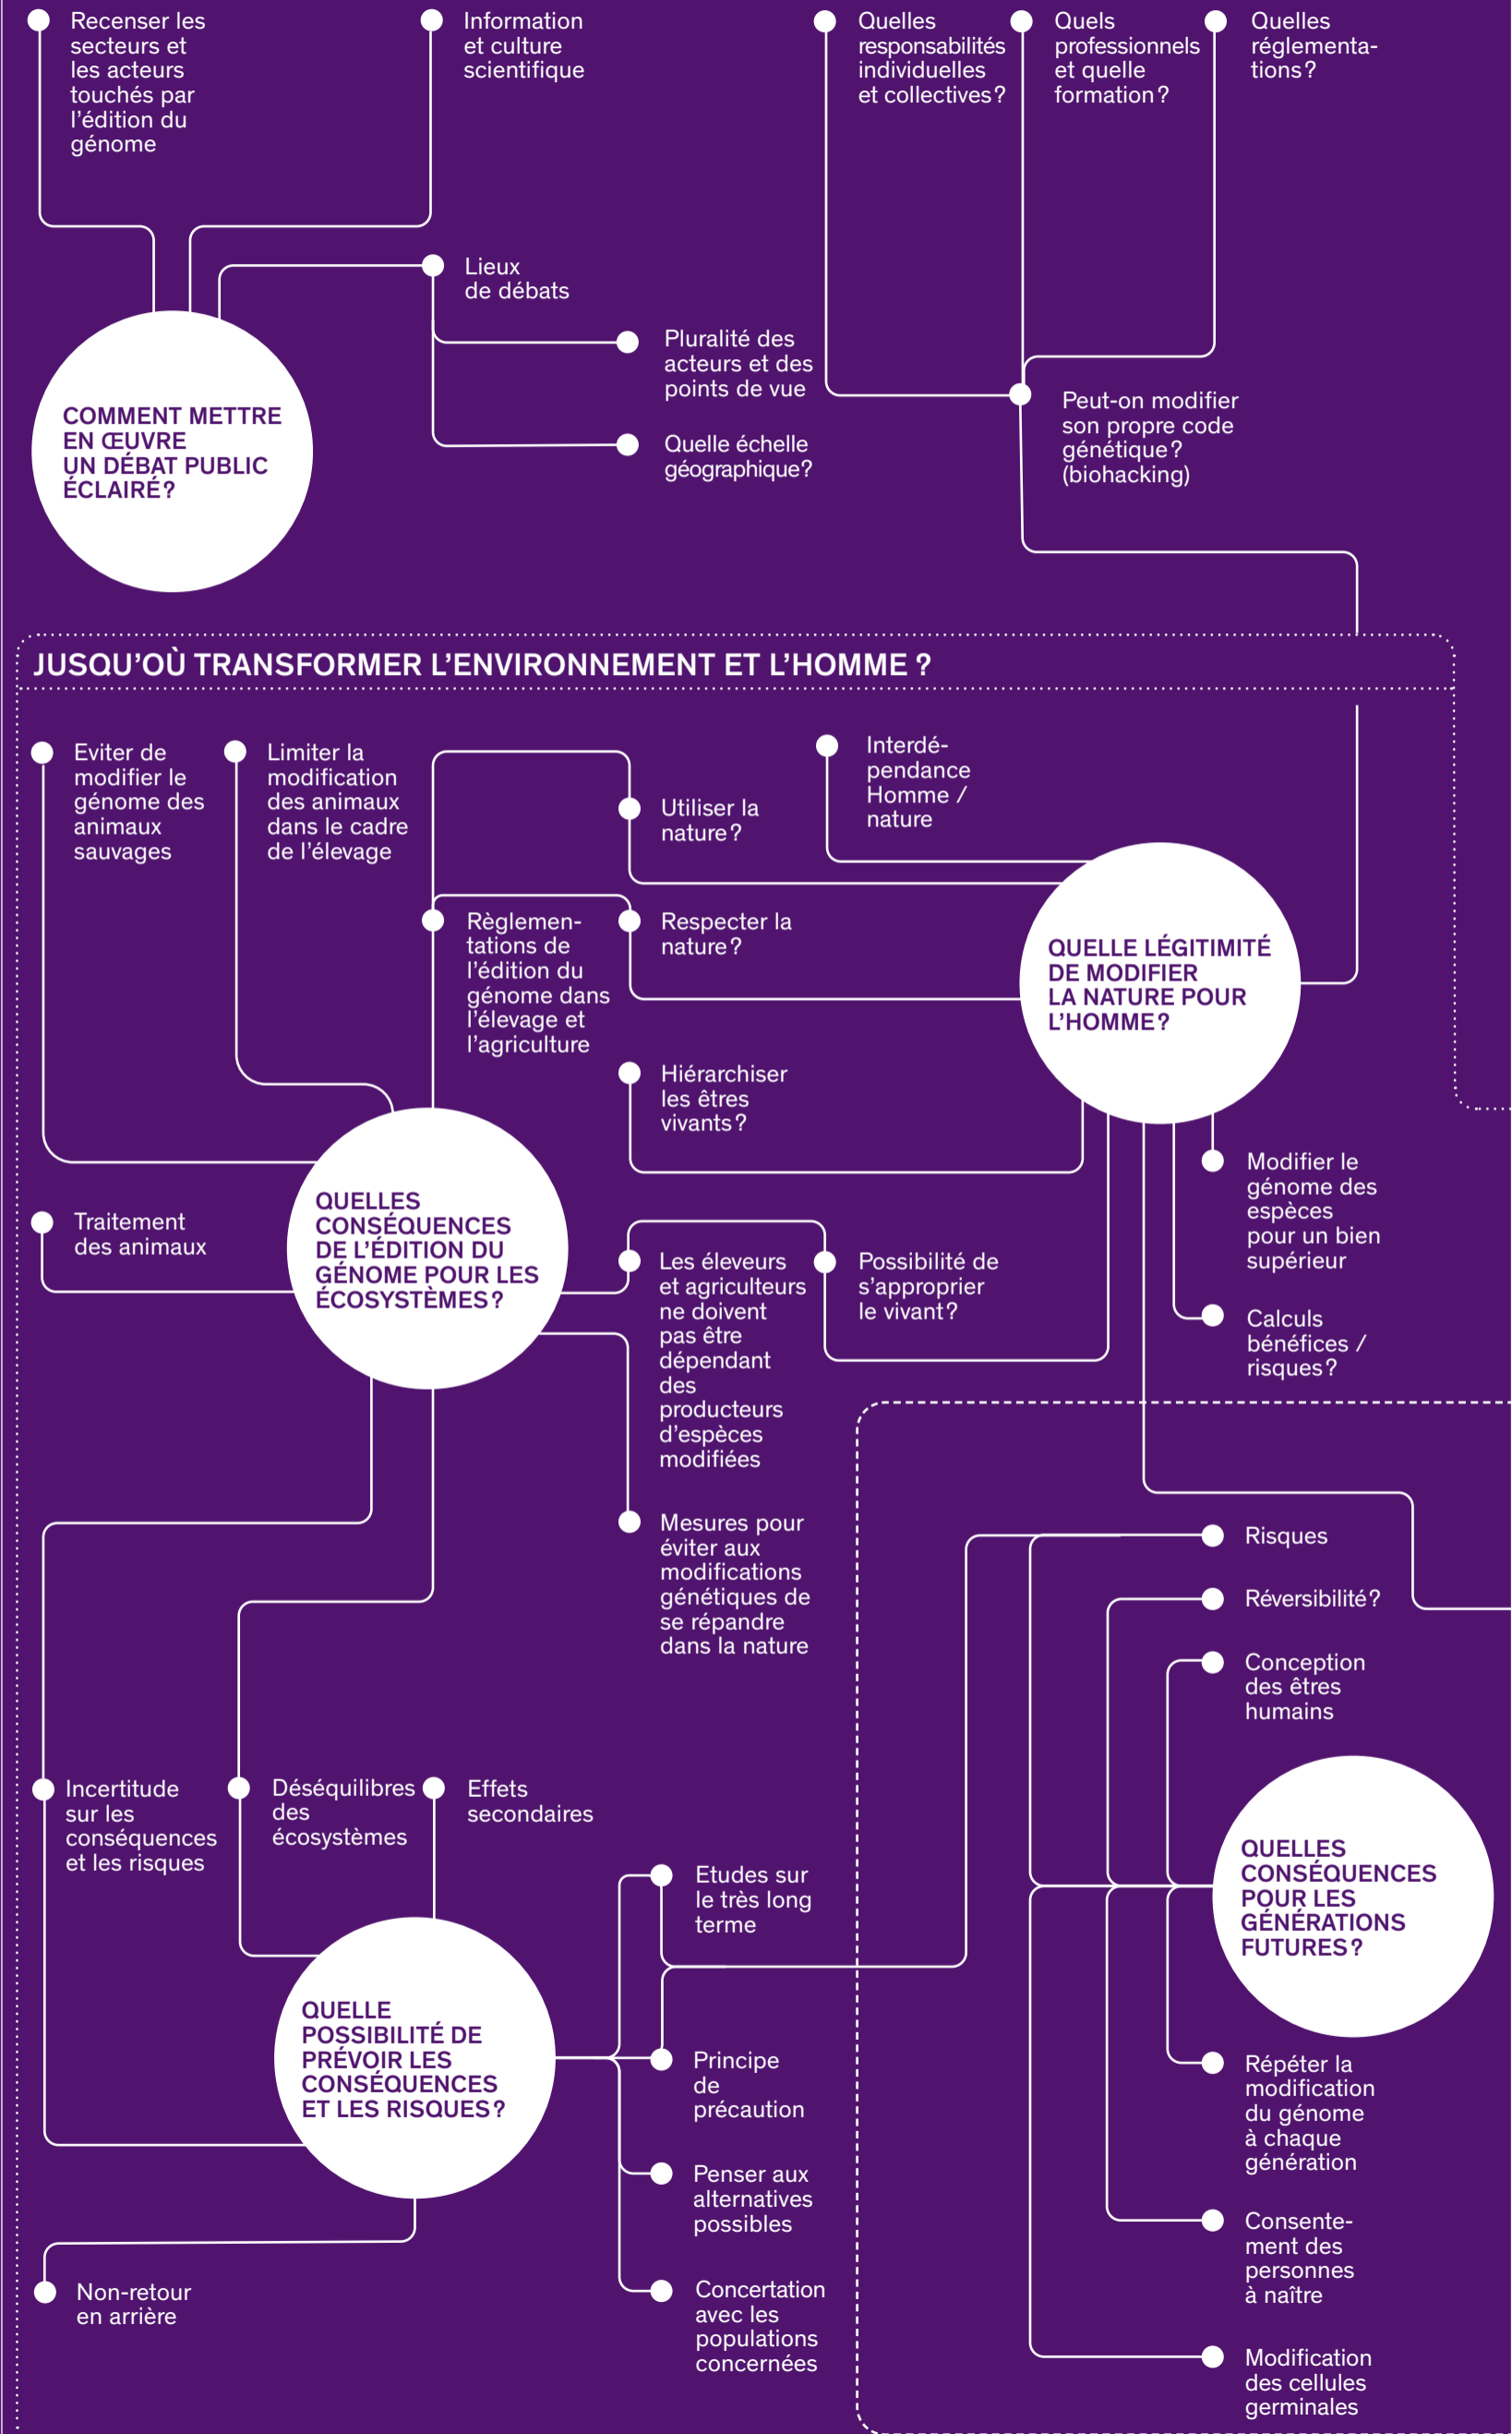 Recenser les
secteurs et
les acteurs
touchés par
l’édition du
génome
Information
et culture
scientifique
Quelles
responsabilités
individuelles
et collectives ?
Quels
professionnels
et quelle
formation ?
Quelles
réglementa-
tions ?
Lieux
de débats
Pluralité des
acteurs et des
points de vue
Quelle échelle
géographique?
Peut-on modifier
son propre code
génétique ?
(biohacking)
COMMENT METTRE
EN ŒUVRE
UN DÉBAT PUBLIC
ÉCLAIRÉ ?
JUSQU’OÙ TRANSFORMER L’ENVIRONNEMENT ET L’HOMME ?
Eviter de
modifier le
génome des
animaux
sauvages
Limiter la
modification
des animaux
dans le cadre
de l’élevage
Utiliser la
nature ?
Interdé-
pendance
Homme /
nature
Règlemen-
tations de
l’édition du
génome dans
l’élevage et
l’agriculture
Respecter la
nature ?
QUELLE LÉGITIMITÉ
DE MODIFIER
LA NATURE POUR
L’HOMME ?
Hiérarchiser
les êtres
vivants ?
Modifier le
génome des
espèces
pour un bien
supérieur
Traitement
des animaux
QUELLES
CONSÉQUENCES
DE L’ÉDITION DU
GÉNOME POUR LES
ÉCOSYSTÈMES ?
Les éleveurs
et agriculteurs
ne doivent
pas être
dépendant
des
producteurs
d’espèces
modifiées
Possibilité de
s’approprier
le vivant ?
Calculs
bénéfices /
risques ?
Mesures pour
éviter aux
modifications
génétiques de
se répandre
dans la nature
Risques
Réversibilité ?
Conception
des êtres
humains
Incertitude
sur les
conséquences
et les risques
Déséquilibres
des
écosystèmes
Effets
secondaires
Etudes sur
le très long
terme
QUELLES
CONSÉQUENCES
POUR LES
GÉNÉRATIONS
FUTURES ?
QUELLE
POSSIBILITÉ DE
PRÉVOIR LES
CONSÉQUENCES
ET LES RISQUES ?
Principe
de
précaution
Répéter la
modification
du génome
à chaque
génération
Penser aux
alternatives
possibles
Consente-
ment des
personnes
à naître
Non-retour
en arrière
Concertation
avec les
populations
concernées
Modification
des cellules
germinales